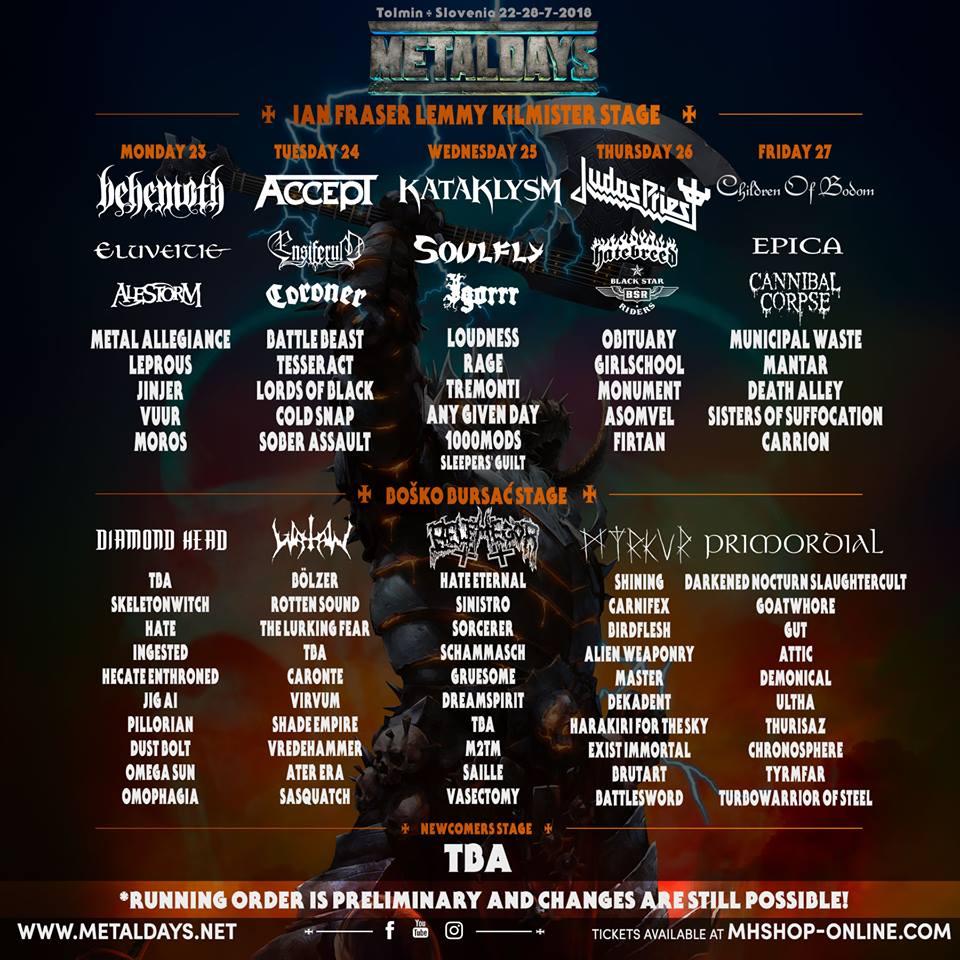 Tolmin + Slovenia 22-28-7-2018
METALDAYS
IAN FRASER LEMMY KILMISTER STAGE
MONDAY 23 TUESDAY 24 WEDNESDAY 25 THURSDAY 26 FRIDAY 27
behemoth ACCEPT KATAKLYSM Judas Priest Children Of Bodom
ELUVEITIE Ensiferum SOULFLY hatebreed EPICA
ALESTORM Coroner Igorrr BLACK STAR BSR RIDERS CANNIBAL CORPSE
METAL ALLEGIANCE BATTLE BEAST LOUDNESS OBITUARY MUNICIPAL WASTE
LEPROUS TESSERACT RAGE GIRLSCHOOL MANTAR
JINJER LORDS OF BLACK TREMONTI MONUMENT DEATH ALLEY
VUUR COLD SNAP ANY GIVEN DAY ASOMVEL SISTERS OF SUFFOCATION
MOROS SOBER ASSAULT 1000MODS FIRTAN CARRION
SLEEPERS' GUILT
BOŠKO BURSAĆ STAGE
DIAMOND HEAD WATAIN BELPHEGOR MYRKUR PRIMORDIAL
TBA BÖLZER HATE ETERNAL SHINING DARKENED NOCTURN SLAUGHTERCULT
SKELETONWITCH ROTTEN SOUND SINISTRO CARNIFEX GOATWHORE
HATE THE LURKING FEAR SORCERER BIRDFLESH GUT
INGESTED TBA SCHAMMASCH ALIEN WEAPONRY ATTIC
HECATE ENTHRONED CARONTE GRUESOME MASTER DEMONICAL
JIG AI VIRVUM DREAMSPIRIT DEKADENT ULTHA
PILLORIAN SHADE EMPIRE TBA HARAKIRI FOR THE SKY THURISAZ
DUST BOLT VREDEHAMMER M2TM EXIST IMMORTAL CHRONOSPHERE
OMEGA SUN ATER ERA SAILLE BRUTART TYRMFAR
OMOPHAGIA SASQUATCH VASECTOMY BATTLESWORD TURBOWARRIOR OF STEEL
NEWCOMERS STAGE
TBA
*RUNNING ORDER IS PRELIMINARY AND CHANGES ARE STILL POSSIBLE!
WWW.METALDAYS.NET f You Tube TICKETS AVAILABLE AT MHSHOP-ONLINE.COM